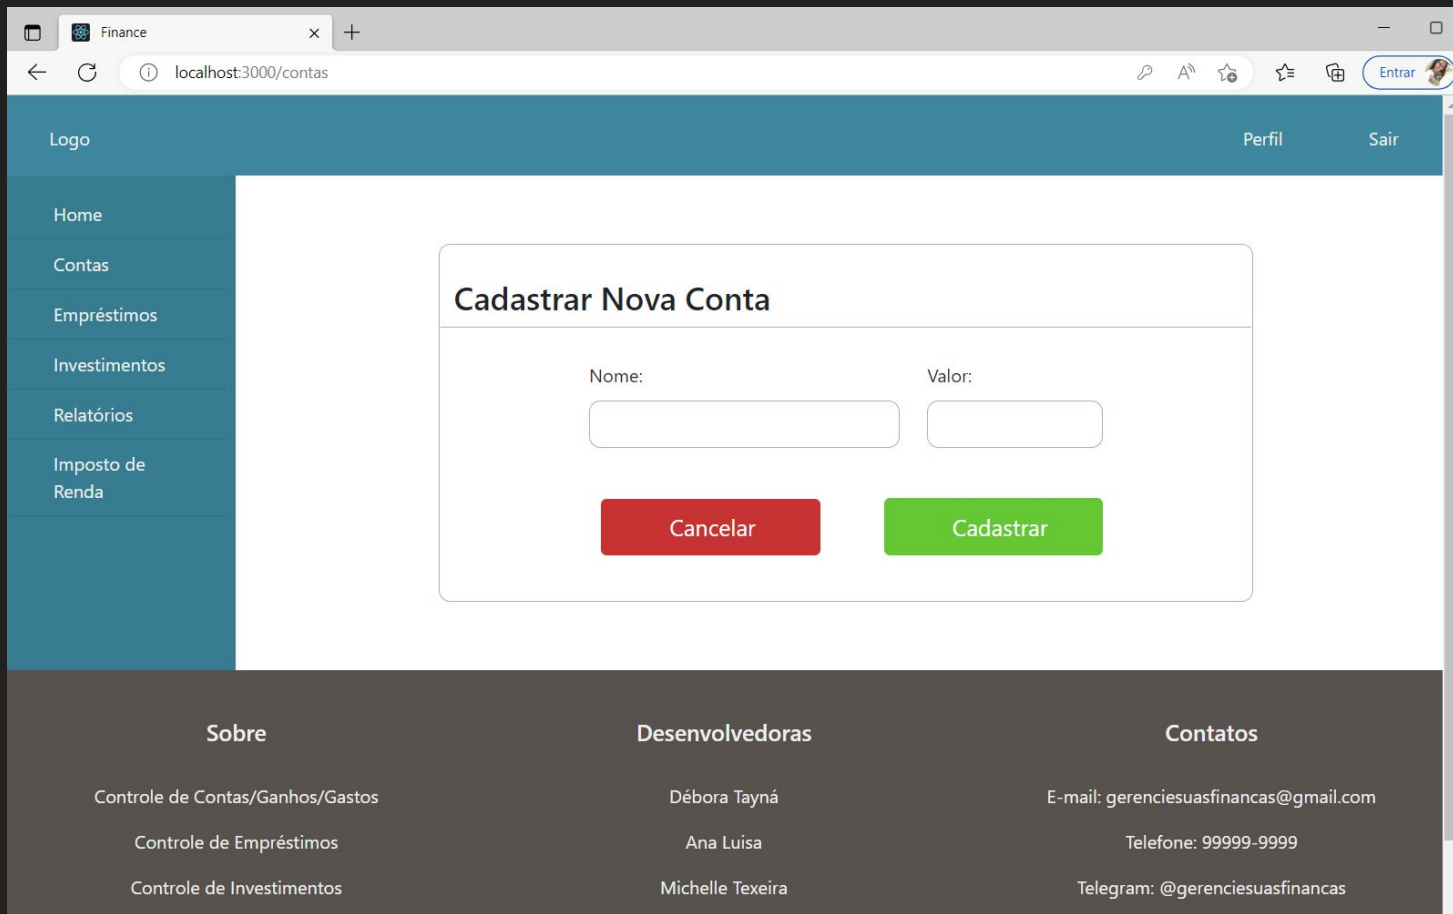 Finance
localhost:3000/contas
Entrar
Logo
Perfil
Sair
Home
Contas
Empréstimos
Investimentos
Relatórios
Imposto de
Renda
Cadastrar Nova Conta
Nome:
Valor:
Cancelar
Cadastrar
Sobre
Controle de Contas/Ganhos/Gastos
Controle de Empréstimos
Controle de Investimentos
Desenvolvedoras
Débora Tayná
Ana Luisa
Michelle Texeira
Contatos
E-mail: gerenciesuasfinancas@gmail.com
Telefone: 99999-9999
Telegram: @gerenciesuasfinancas